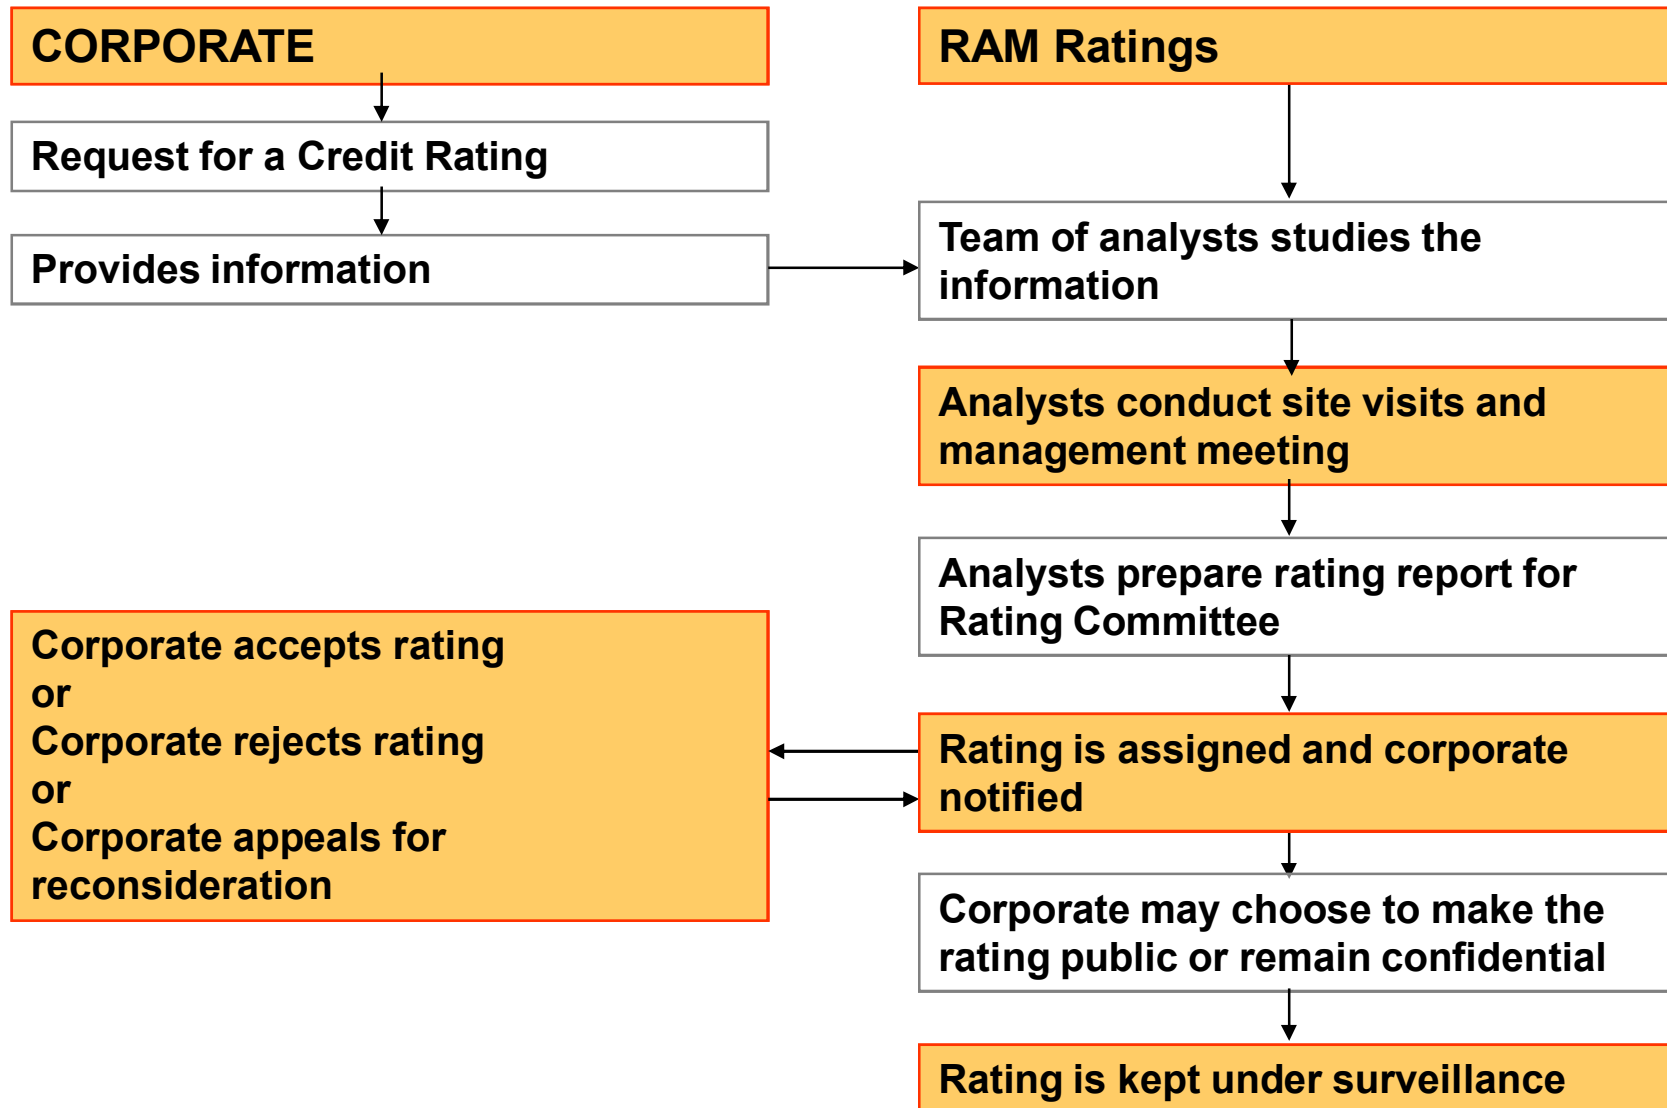 CORPORATE
RAM Ratings
Request for a Credit Rating
Provides information
Team of analysts studies the
information
Analysts conduct site visits and
management meeting
Analysts prepare rating report for
Rating Committee
Corporate accepts rating
or
Corporate rejects rating
or
Corporate appeals for
reconsideration
Rating is assigned and corporate
notified
Corporate may choose to make the
rating public or remain confidential
Rating is kept under surveillance